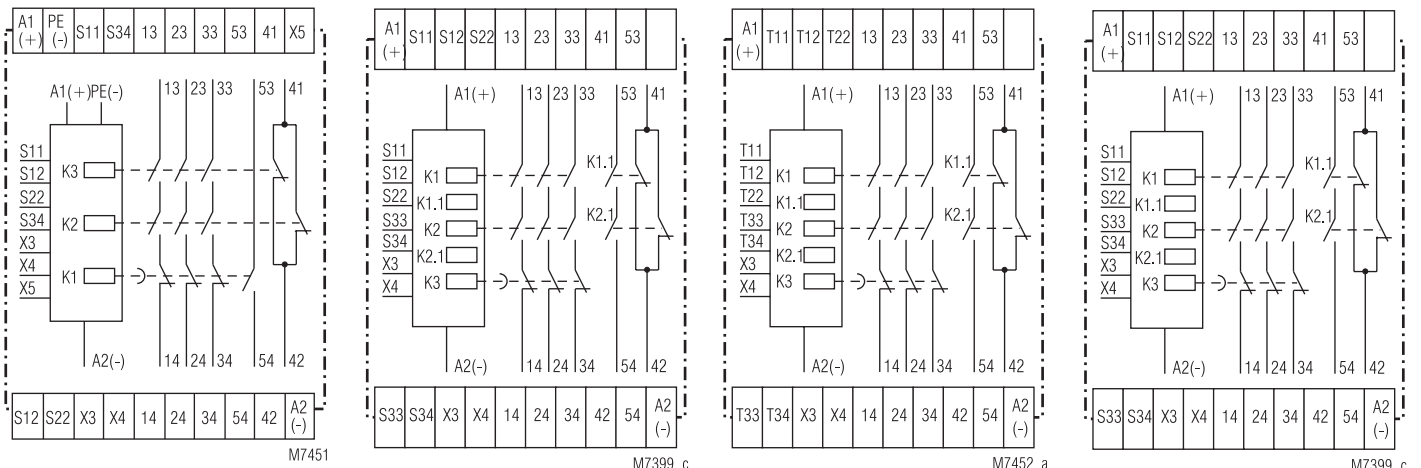 A1 (+) PE (-) S11 S34 13 23 33 53 41 X5
A1(+) PE(-) 13 23 33 53 41
S11
S12
K3
S22
S34
K2
X3
X4
K1
X5
A2(-) 14 24 34 54 42
S12 S22 X3 X4 14 24 34 54 42 A2 (-)
M7451
A1 (+) S11 S12 S22 13 23 33 41 53
A1(+) 13 23 33 53 41
S11
K1.1
S12
K1
S22
K1.1
S33
K2.1
K2
S34
K2.1
X3
K3
X4
A2(-) 14 24 34 54 42
S33 S34 X3 X4 14 24 34 42 54 A2 (-)
M7399_c
A1 (+) T11 T12 T22 13 23 33 41 53
A1(+) 13 23 33 53 41
T11
K1.1
T12
K1
T22
K1.1
T33
K2.1
K2
T34
K2.1
X3
K3
X4
A2(-) 14 24 34 54 42
T33 T34 X3 X4 14 24 34 42 54 A2 (-)
M7452_a
A1 (+) S11 S12 S22 13 23 33 41 53
A1(+) 13 23 33 53 41
S11
K1.1
S12
K1
S22
K1.1
S33
K2.1
K2
S34
K2.1
X3
K3
X4
A2(-) 14 24 34 54 42
S33 S34 X3 X4 14 24 34 42 54 A2 (-)
M7399_c